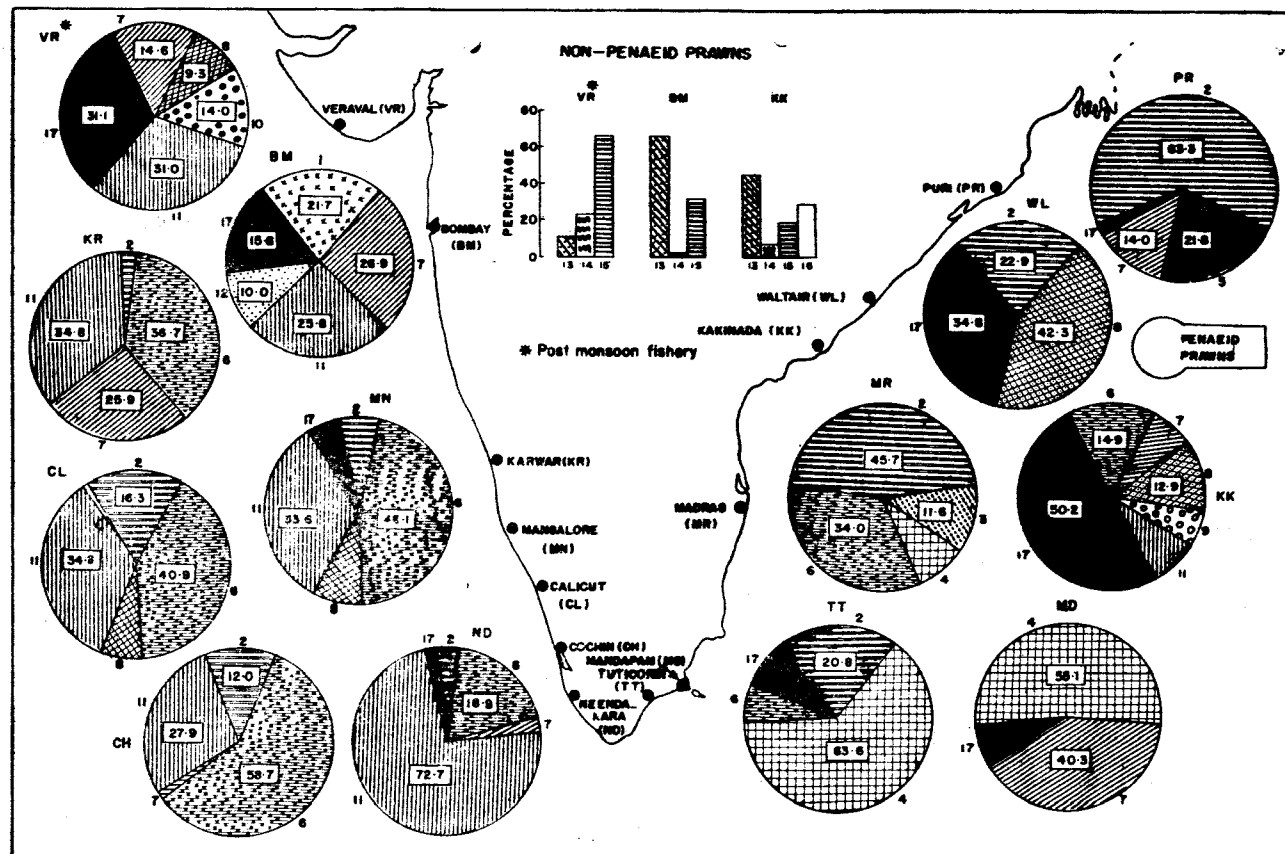 VR*
7
14.6
8
9.3
14.0
10
31.0
11
31.1
17
VERAVAL (VR)
NON-PENAEID PRAWNS
VR* BM KK
PERCENTAGE
60
40
20
0
13 14 15
13 14 15
13 14 15 16
PR
2
63.3
17
14.0
7
21.8
5
PURI (PR)
BM
1
21.7
17
15.8
26.9
7
12
10.0
25.8
11
BOMBAY
(BM)
WL
2
22.9
17
34.8
42.3
8
WALTAIR (WL)
KAKINADA (KK)
* Post monsoon fishery
PENAEID
PRAWNS
KR
2
11
34.8
36.7
6
25.9
7
MN
17
2
11
33.6
48.1
6
8
KARWAR (KR)
MANGALORE
(MN)
CALICUT
(CL)
COCHIN (CH)
MANDAPAM (MD)
TUTICORIN
(TT)
NEENDA-
KARA
(ND)
MADRAS
(MR)
MR
2
45.7
11.6
5
34.0
6
4
6
7
14.9
8
12.9
KK
9
50.2
17
11
CL
2
16.3
11
34.2
40.9
6
8
CH
2
12.0
11
27.9
58.7
7
6
ND
17
2
6
18.9
7
72.7
11
TT
2
17
20.8
6
63.6
4
MD
4
55.1
17
40.3
7